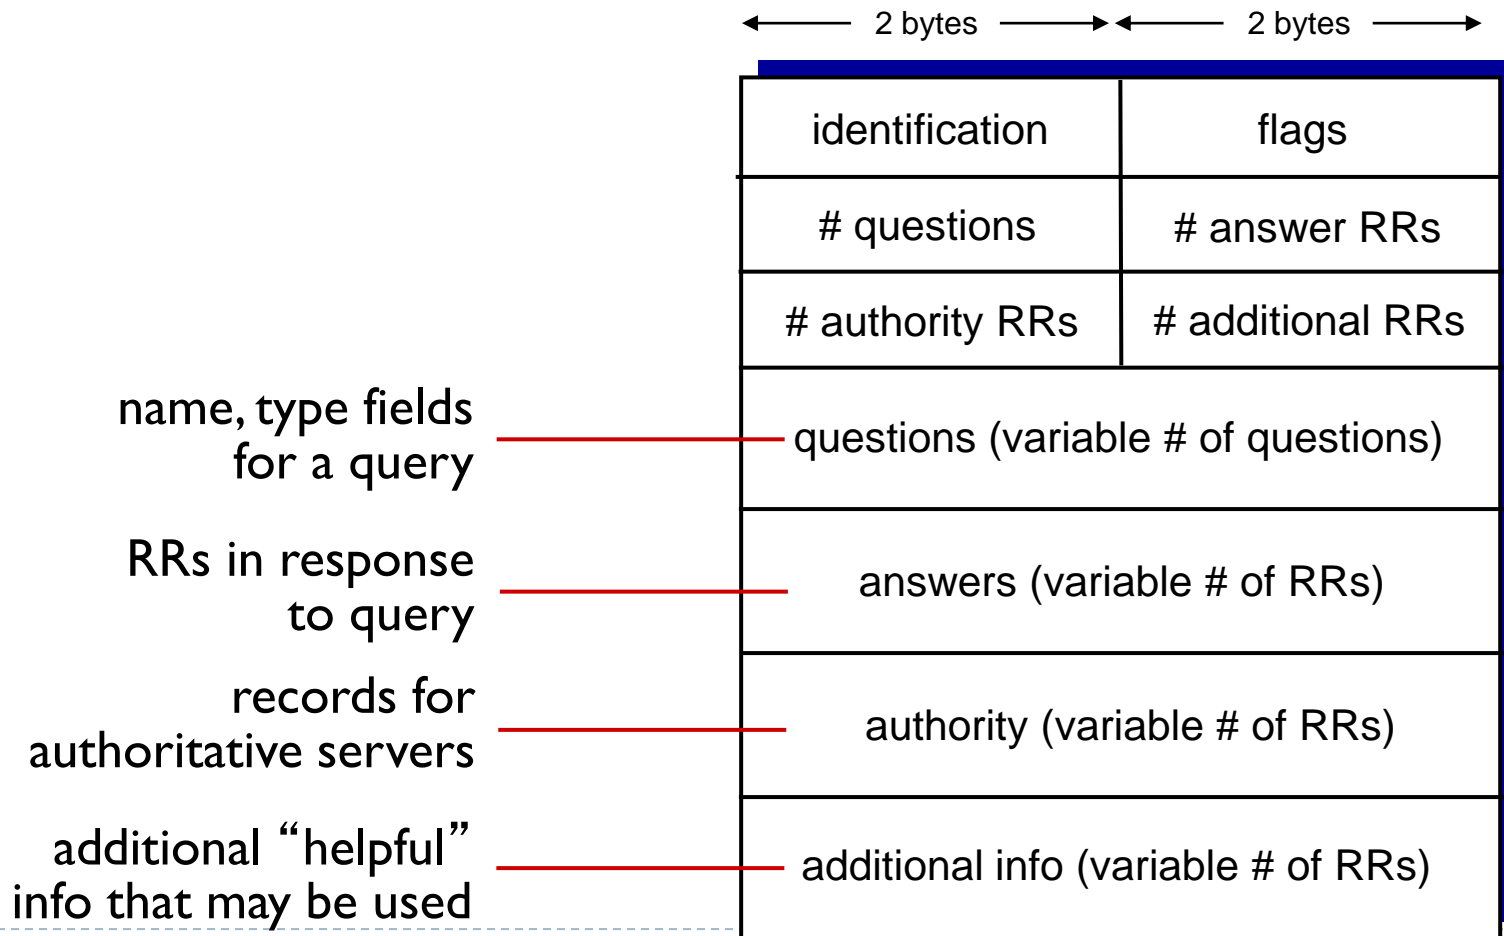 2 bytes 2 bytes
identification flags
# questions # answer RRs
# authority RRs # additional RRs
name, type fields
for a query
questions (variable # of questions)
RRs in response
to query
answers (variable # of RRs)
records for
authoritative servers
authority (variable # of RRs)
additional “helpful”
info that may be used
additional info (variable # of RRs)